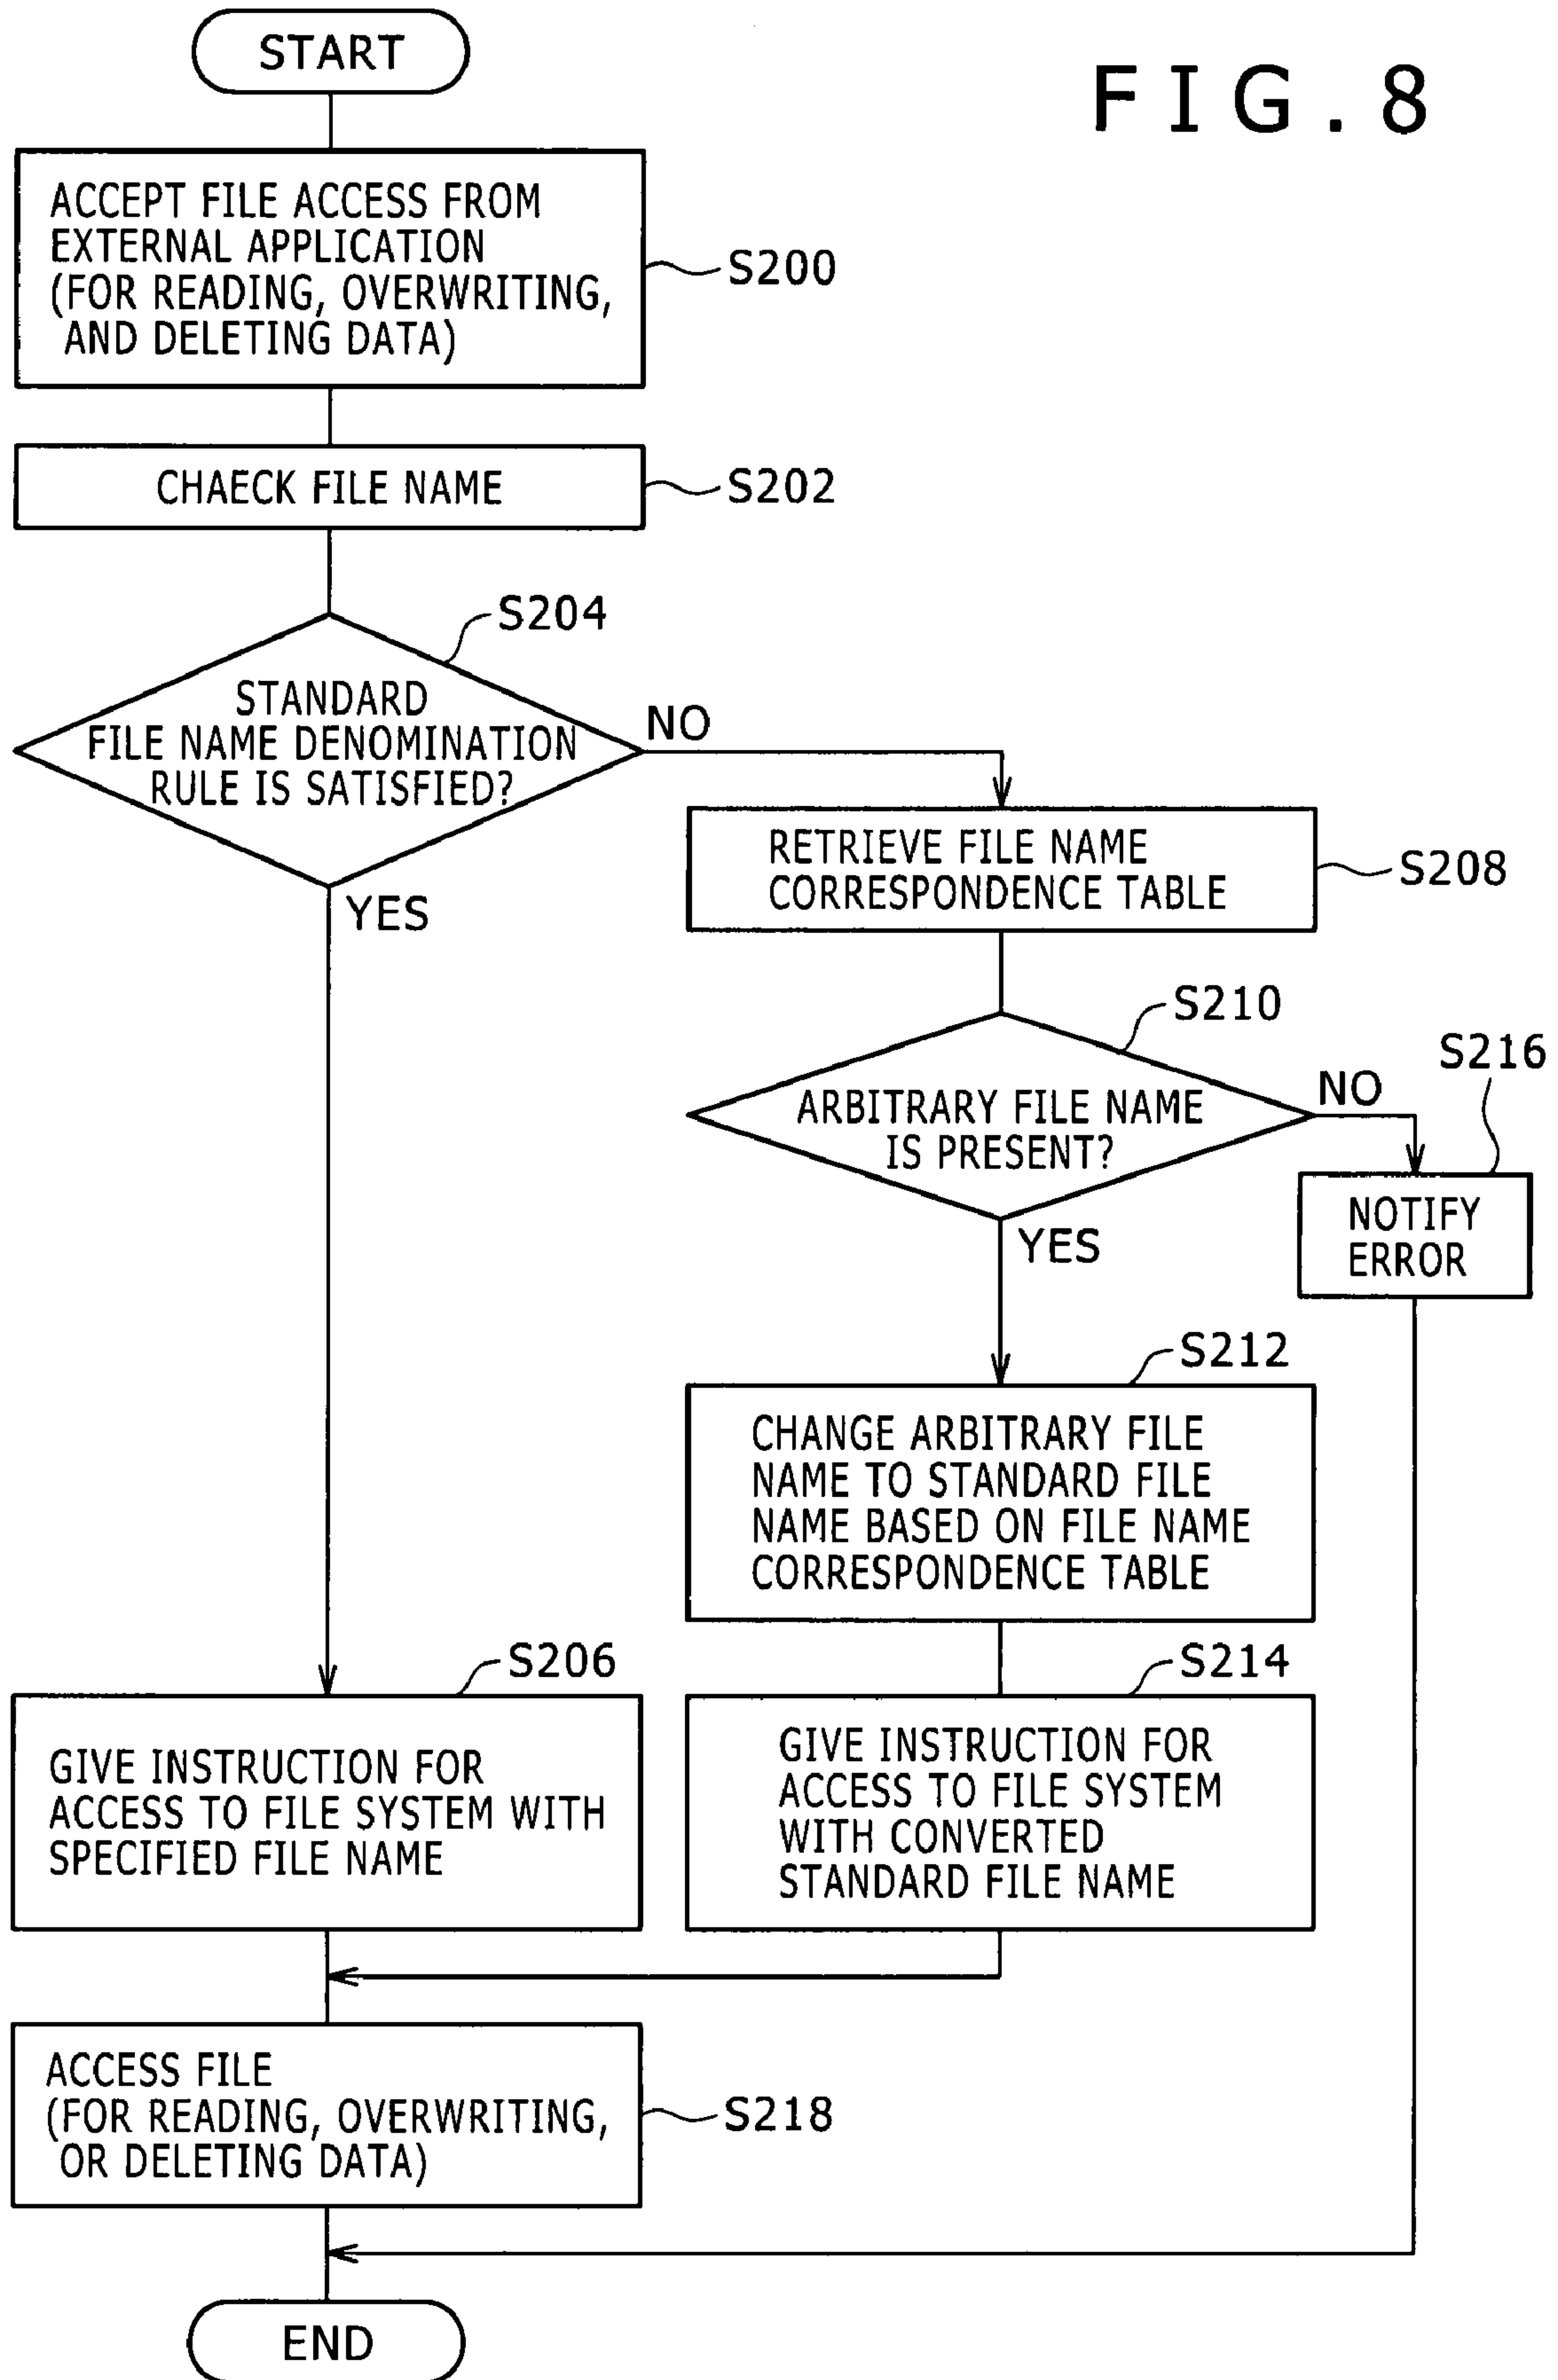 START
FIG.8
ACCEPT FILE ACCESS FROM
EXTERNAL APPLICATION
(FOR READING, OVERWRITING,
AND DELETING DATA)
S200
CHAECK FILE NAME
S202
S204
STANDARD
FILE NAME DENOMINATION
RULE IS SATISFIED?
NO
YES
RETRIEVE FILE NAME
CORRESPONDENCE TABLE
S208
S210
ARBITRARY FILE NAME
IS PRESENT?
NO
YES
S216
NOTIFY
ERROR
S212
CHANGE ARBITRARY FILE
NAME TO STANDARD FILE
NAME BASED ON FILE NAME
CORRESPONDENCE TABLE
S206
GIVE INSTRUCTION FOR
ACCESS TO FILE SYSTEM WITH
SPECIFIED FILE NAME
S214
GIVE INSTRUCTION FOR
ACCESS TO FILE SYSTEM
WITH CONVERTED
STANDARD FILE NAME
ACCESS FILE
(FOR READING, OVERWRITING,
OR DELETING DATA)
S218
END